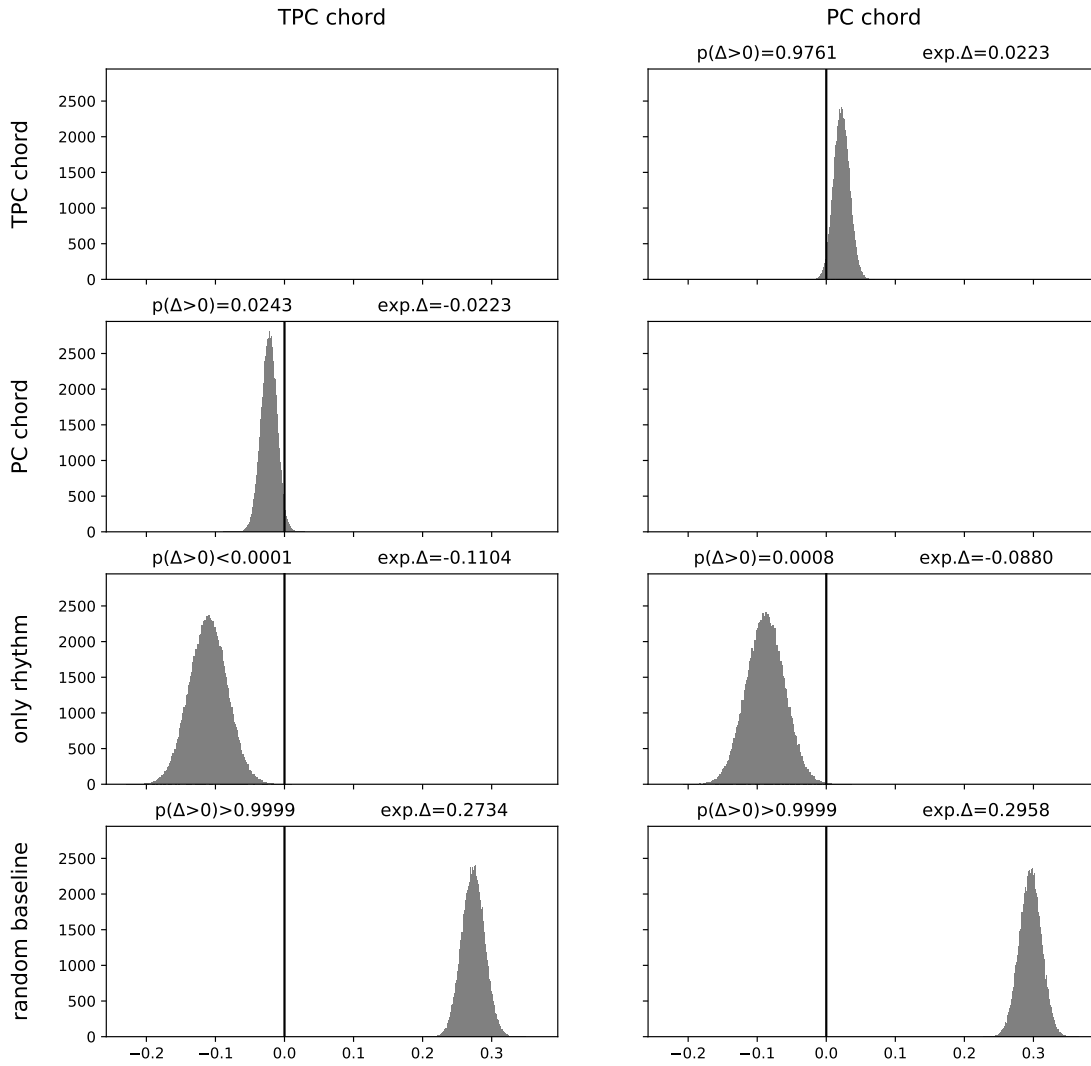 TPC chord PC chord
p(Δ>0)=0.9761 exp.Δ=0.0223
TPC chord
2500
2000
1500
1000
500
0
p(Δ>0)=0.0243 exp.Δ=-0.0223
PC chord
2500
2000
1500
1000
500
0
p(Δ>0)<0.0001 exp.Δ=-0.1104 p(Δ>0)=0.0008 exp.Δ=-0.0880
only rhythm
2500
2000
1500
1000
500
0
p(Δ>0)>0.9999 exp.Δ=0.2734 p(Δ>0)>0.9999 exp.Δ=0.2958
random baseline
2500
2000
1500
1000
500
0
−0.2 −0.1 0.0 0.1 0.2 0.3 −0.2 −0.1 0.0 0.1 0.2 0.3